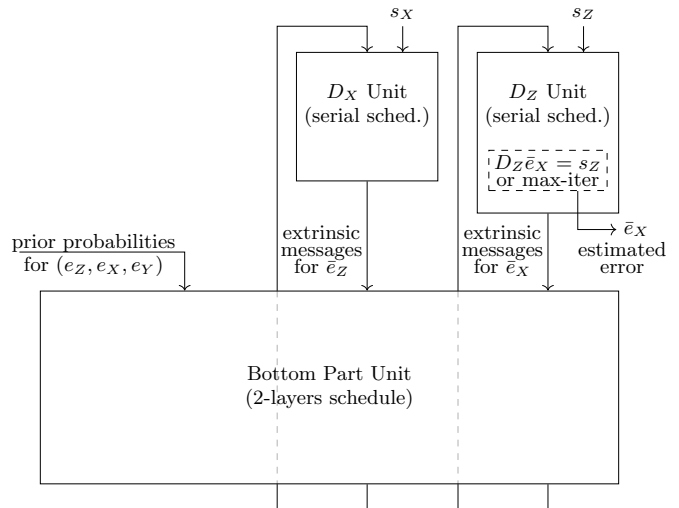 s_X
s_Z
D_X Unit
(serial sched.)
D_Z Unit
(serial sched.)
D_Z ē_X = s_Z
or max-iter
extrinsic
messages
for ē_Z
extrinsic
messages
for ē_X
ē_X
estimated
error
prior probabilities
for (e_Z, e_X, e_Y)
Bottom Part Unit
(2-layers schedule)